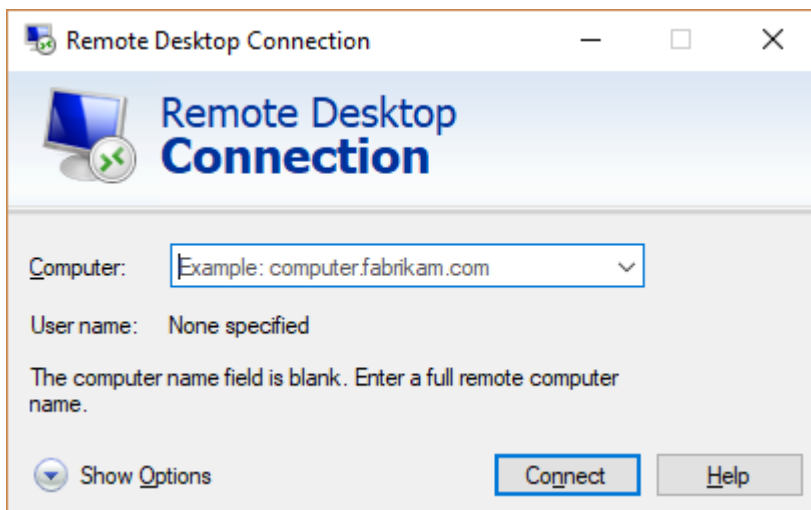 Remote Desktop Connection
Remote Desktop
Connection
Computer: Example: computer.fabrikam.com
User name: None specified
The computer name field is blank. Enter a full remote computer
name.
Show Options Connect Help